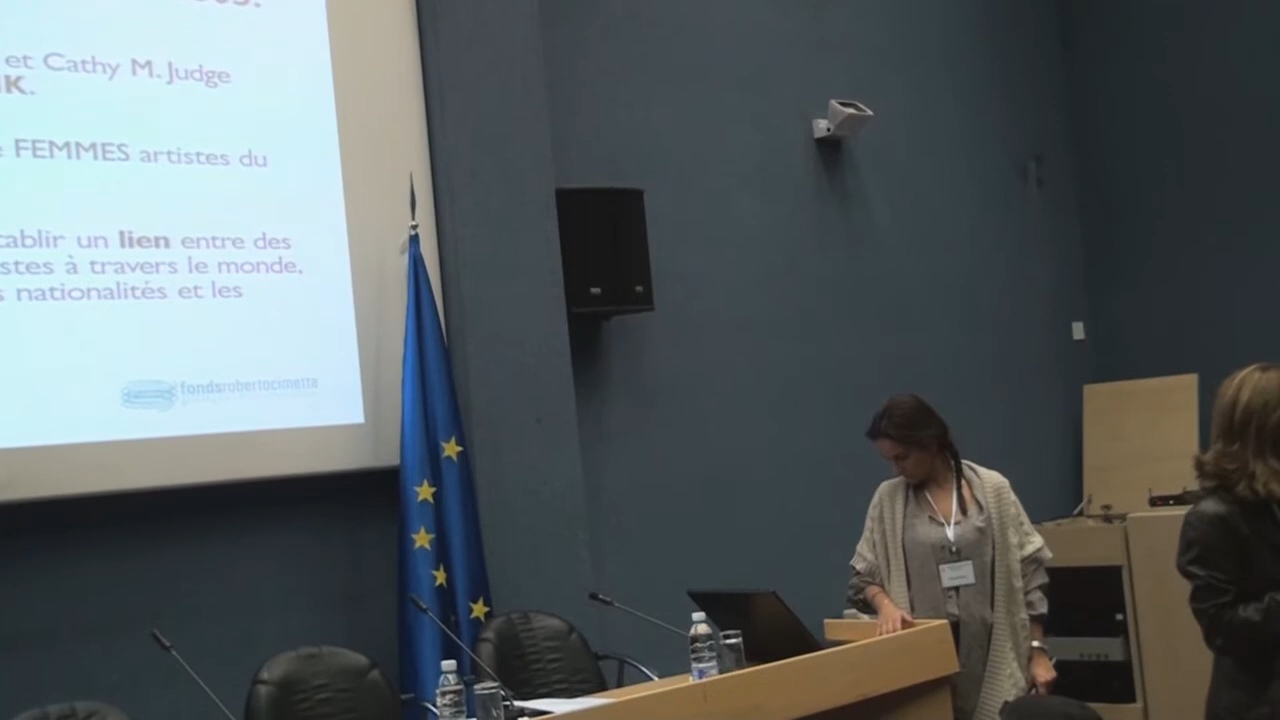 et Cathy M. Judge
IK.
FEMMES artistes du
tablir un lien entre des
stes à travers le monde,
s nationalités et les
fondsrobertocimetta